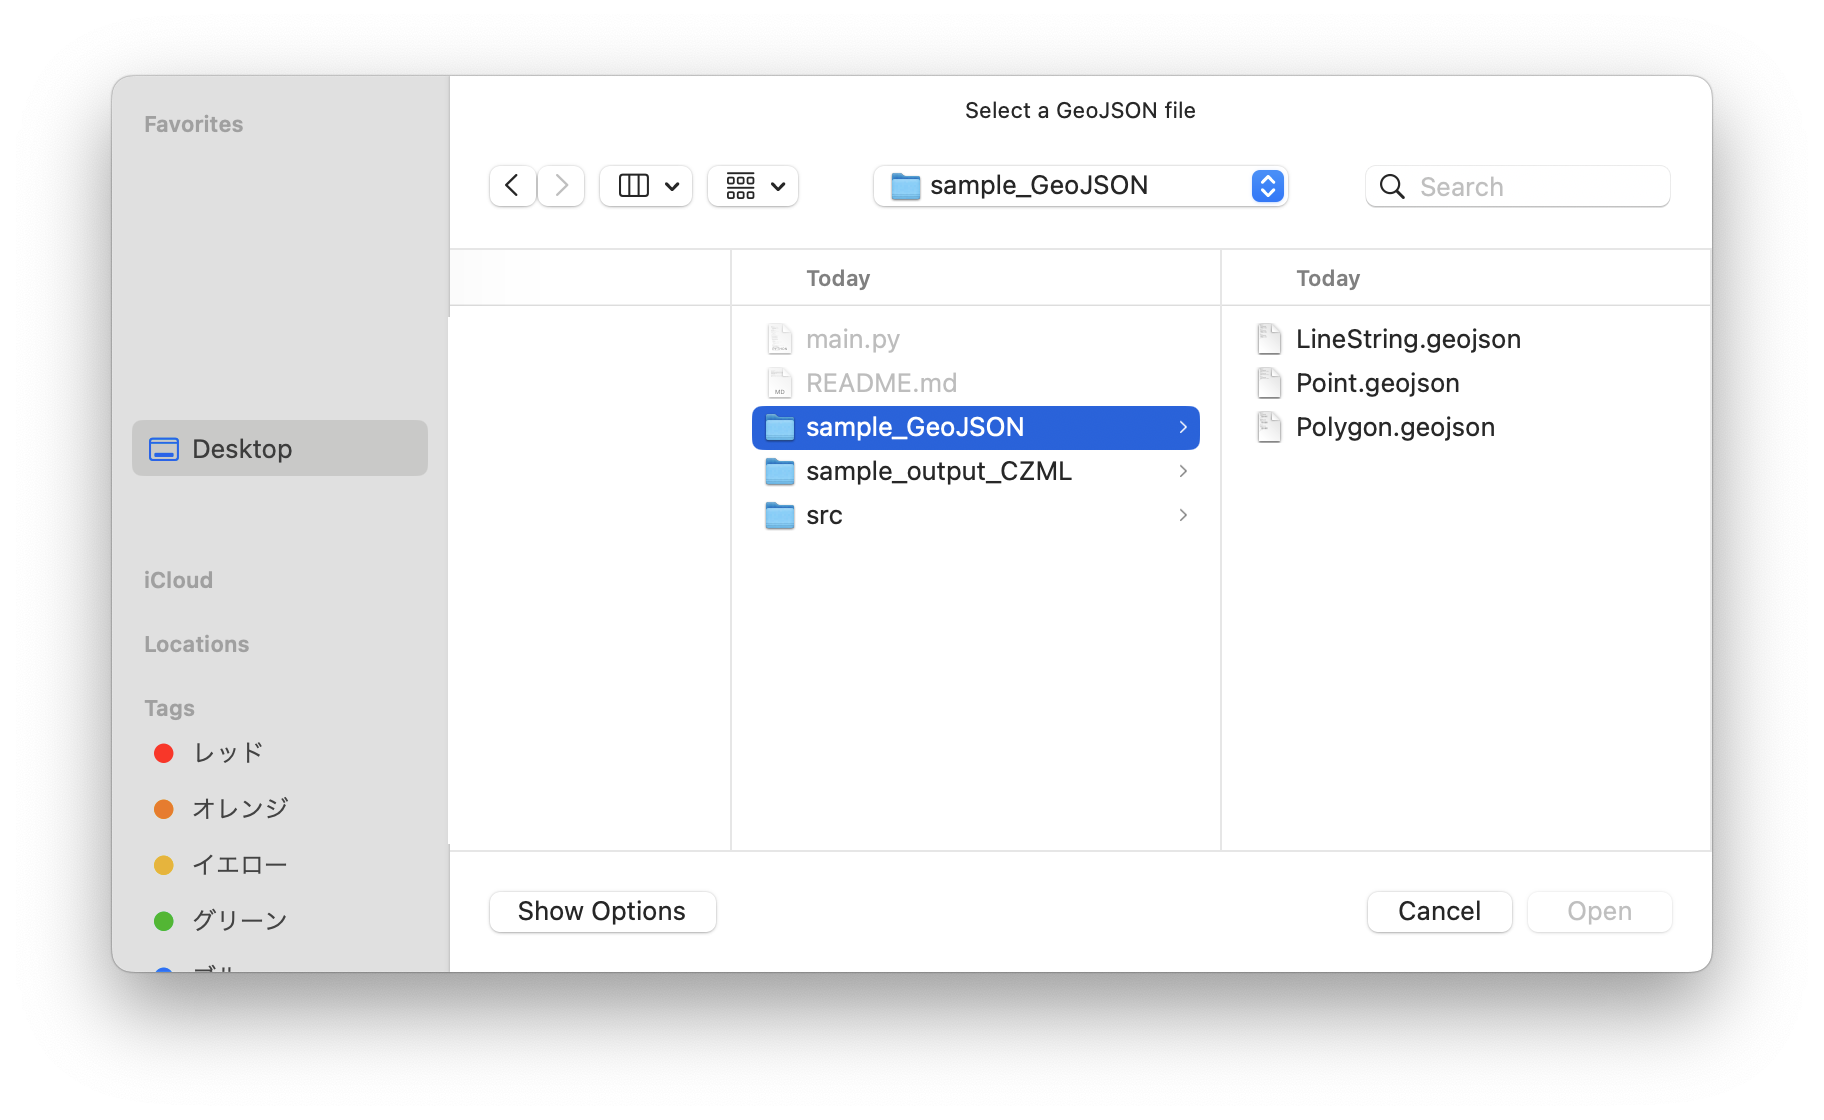 Favorites
Desktop
iCloud
Locations
Tags
レッド
オレンジ
イエロー
グリーン
Select a GeoJSON file
sample_GeoJSON
Search
Today
main.py
README.md
sample_GeoJSON
sample_output_CZML
src
Today
LineString.geojson
Point.geojson
Polygon.geojson
Show Options
Cancel
Open